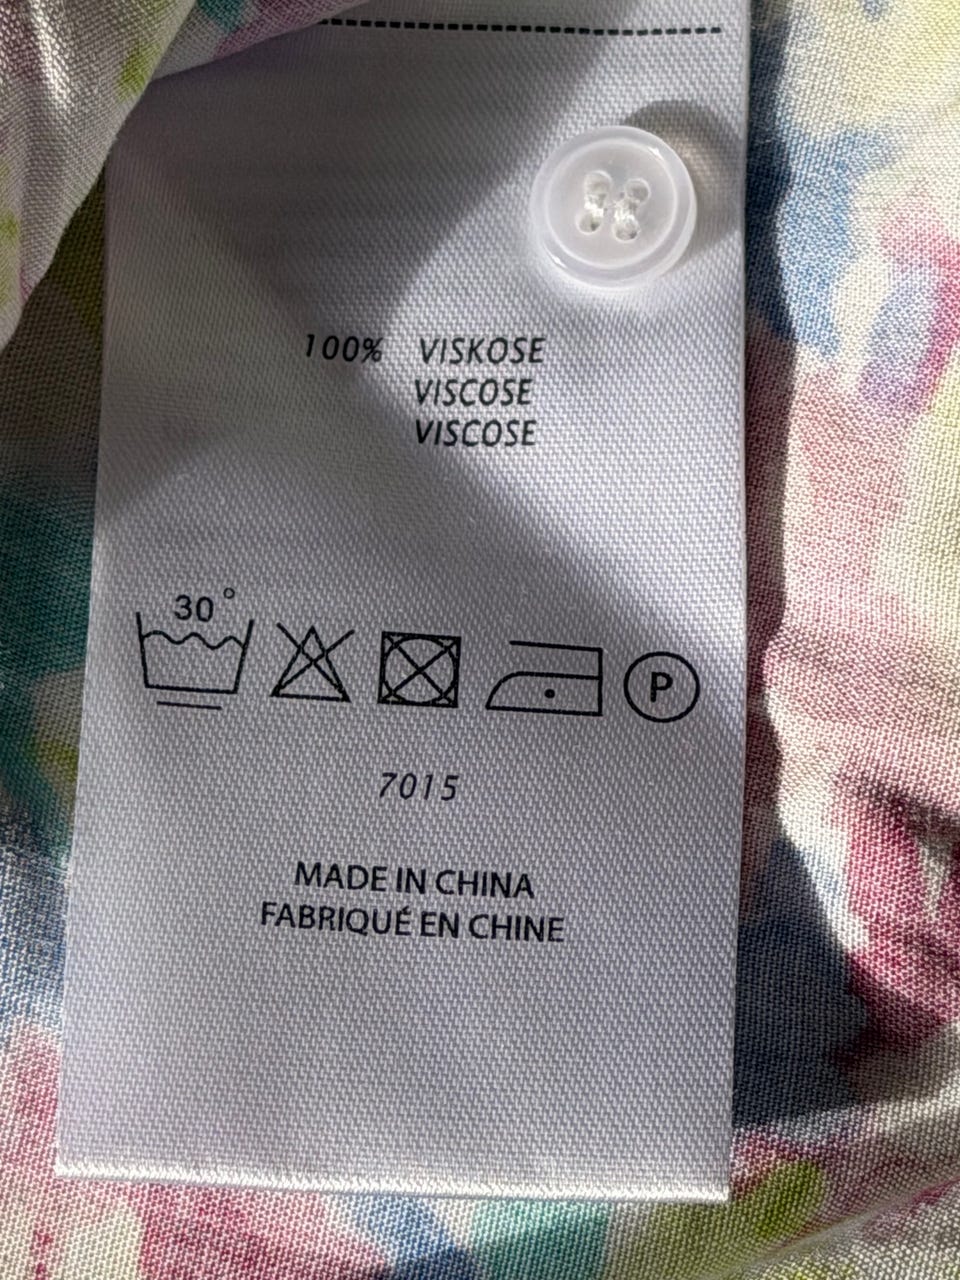 100% VISKOSE
VISCOSE
VISCOSE
30°
P
7015
MADE IN CHINA
FABRIQUÉ EN CHINE